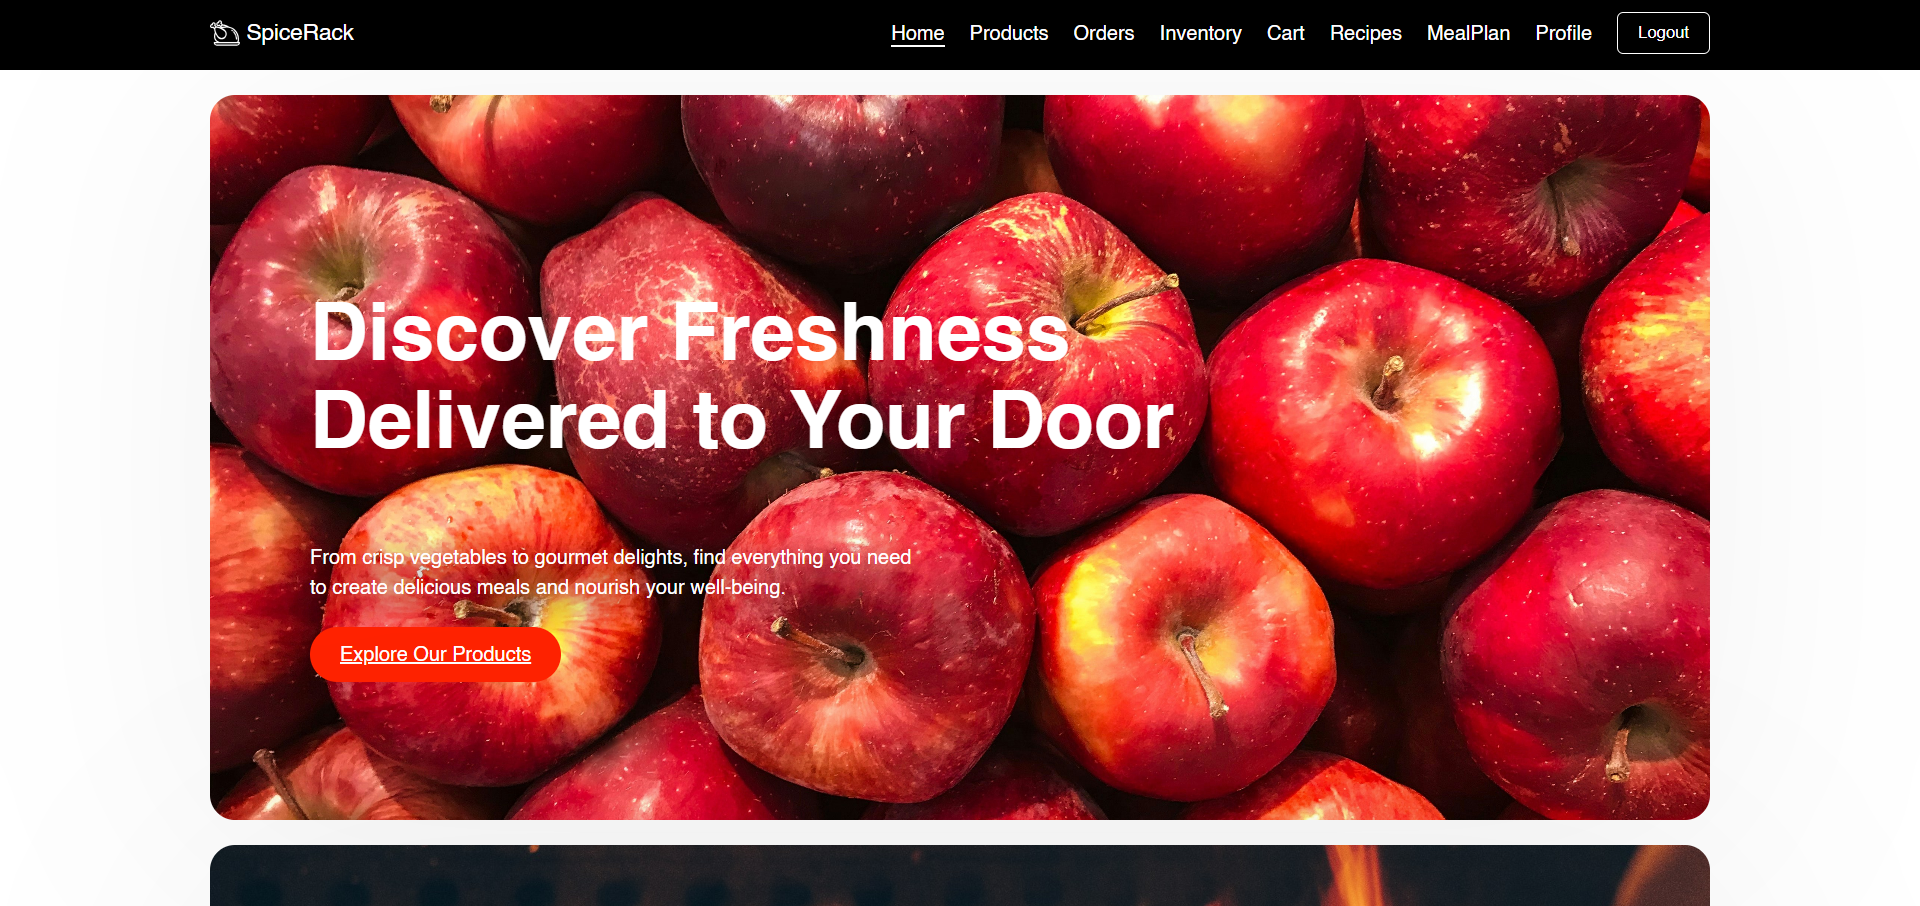 SpiceRack
Home Products Orders Inventory Cart Recipes MealPlan Profile Logout
Discover Freshness
Delivered to Your Door
From crisp vegetables to gourmet delights, find everything you need
to create delicious meals and nourish your well-being.
Explore Our Products